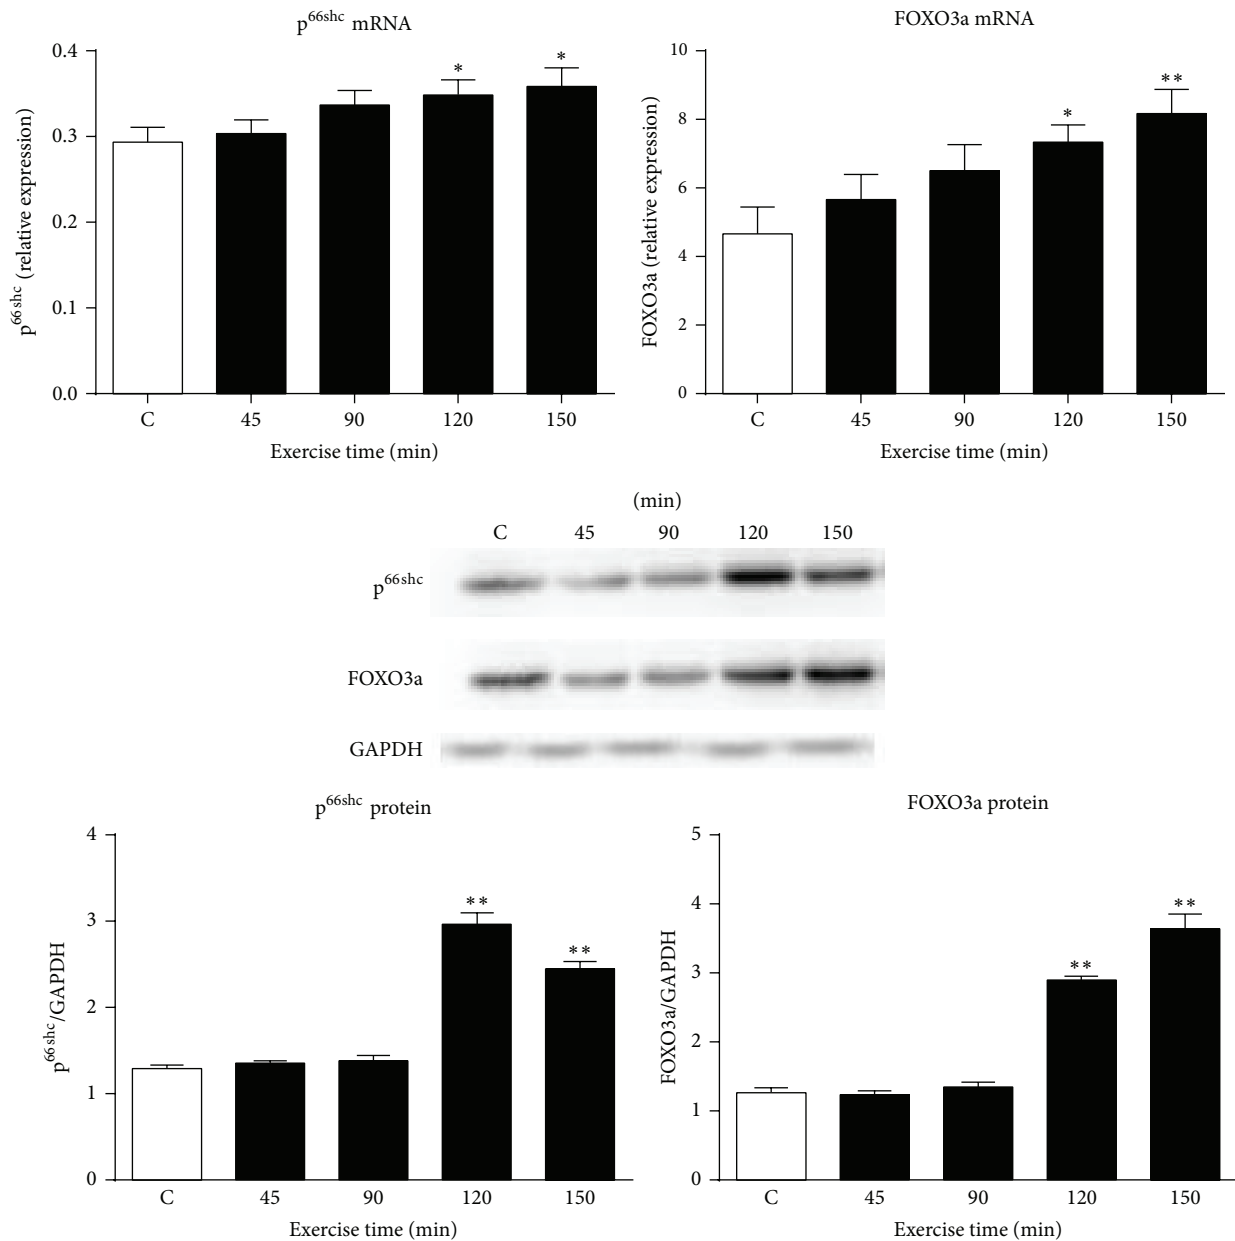 p66shc mRNA
p66shc (relative expression)
0.4
0.3
0.2
0.1
0.0
* *
C 45 90 120 150
Exercise time (min)
FOXO3a mRNA
FOXO3a (relative expression)
10
8
6
4
2
0
* **
C 45 90 120 150
Exercise time (min)
(min)
C 45 90 120 150
p66shc
FOXO3a
GAPDH
p66shc protein
p66shc/GAPDH
4
3
2
1
0
** **
C 45 90 120 150
Exercise time (min)
FOXO3a protein
FOXO3a/GAPDH
5
4
3
2
1
0
** **
C 45 90 120 150
Exercise time (min)